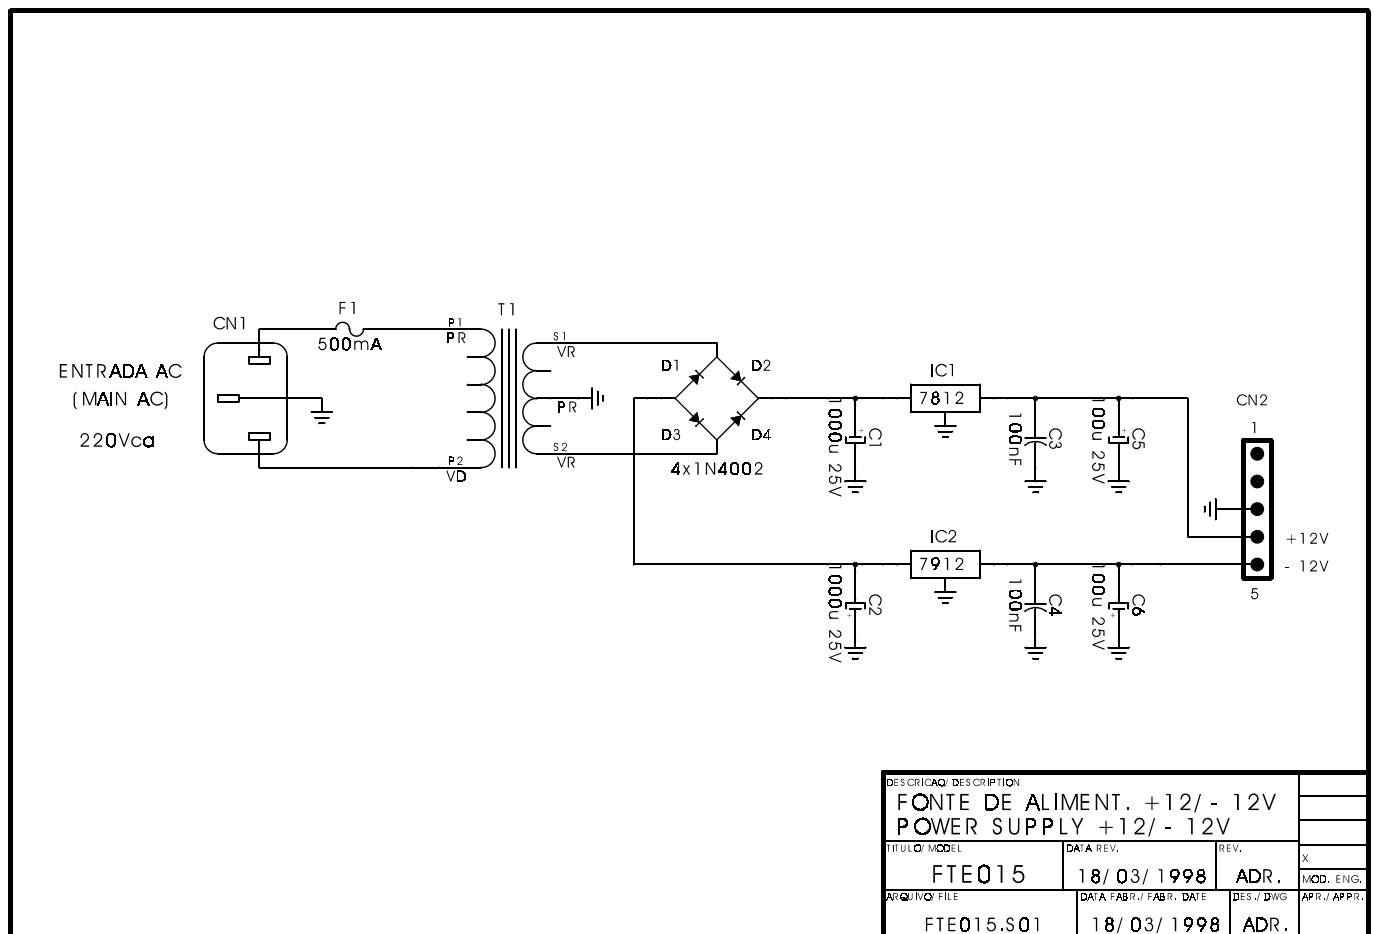 ENTRADA AC
(MAIN AC)
220Vca
CN1
F1
500mA
P1
PR
P2
VD
T1
S1
VR
PR
S2
VR
D1
D2
D3
D4
4x1N4002
IC1
7812
1000u 25V
C1
100nF
C3
100u 25V
C5
IC2
7912
1000u 25V
C2
100nF
C4
100u 25V
C6
CN2
1
+12V
- 12V
5
DESCRICAO/DESCRIPTION
FONTE DE ALIMENT. +12/- 12V
POWER SUPPLY +12/- 12V
TITULO/MODEL
FTE015
DATA REV.
18/03/1998
REV.
ADR.
X
MOD. ENG.
ARQUIVO/FILE
FTE015.S01
DATA FABR./FABR. DATE
18/03/1998
DES./DWG
ADR.
APR./APPR.